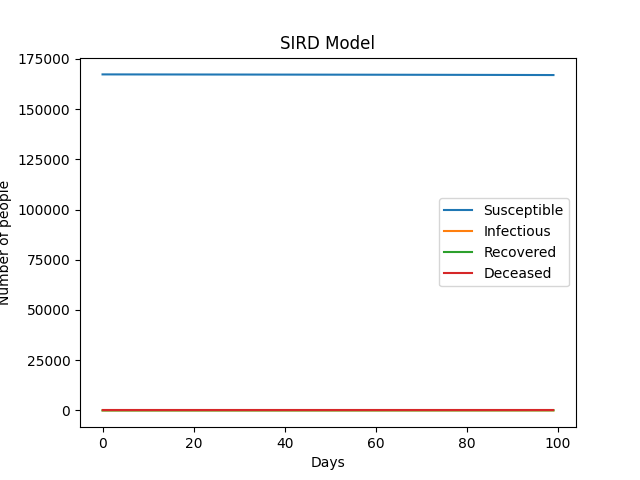 SIRD Model
175000
150000
125000
100000
75000
50000
25000
0
Number of people
Susceptible
Infectious
Recovered
Deceased
0 20 40 60 80 100
Days